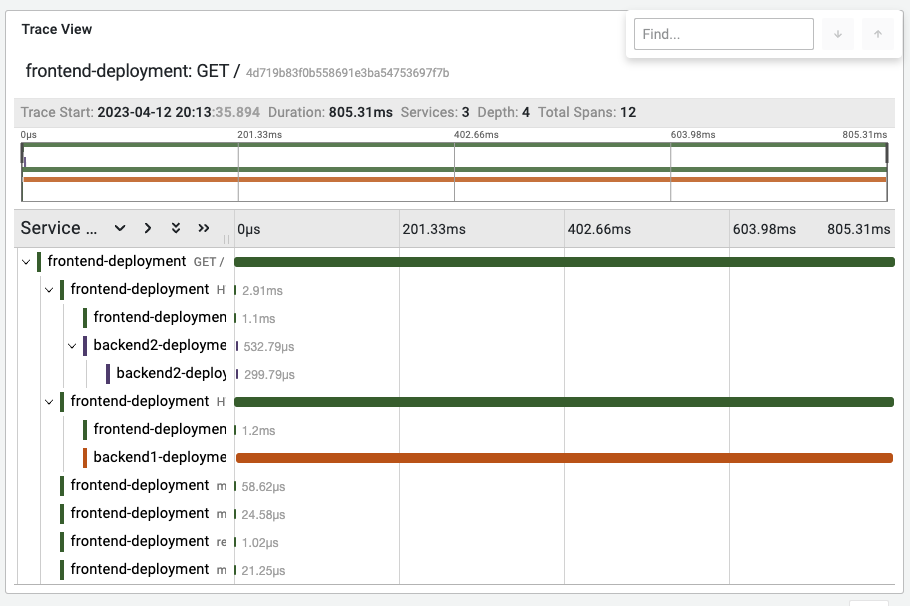 Trace View
Find...
frontend-deployment: GET / 4d719b83f0b558691e3ba54753697f7b
Trace Start: 2023-04-12 20:13:35.894 Duration: 805.31ms Services: 3 Depth: 4 Total Spans: 12
0μs 201.33ms 402.66ms 603.98ms 805.31ms
Service ... 0μs 201.33ms 402.66ms 603.98ms 805.31ms
frontend-deployment GET /
frontend-deployment H 2.91ms
frontend-deploymen 1.1ms
backend2-deployme 532.79μs
backend2-deploy 299.79μs
frontend-deployment H
frontend-deploymen 1.2ms
backend1-deployme
frontend-deployment m 58.62μs
frontend-deployment m 24.58μs
frontend-deployment re 1.02μs
frontend-deployment m 21.25μs